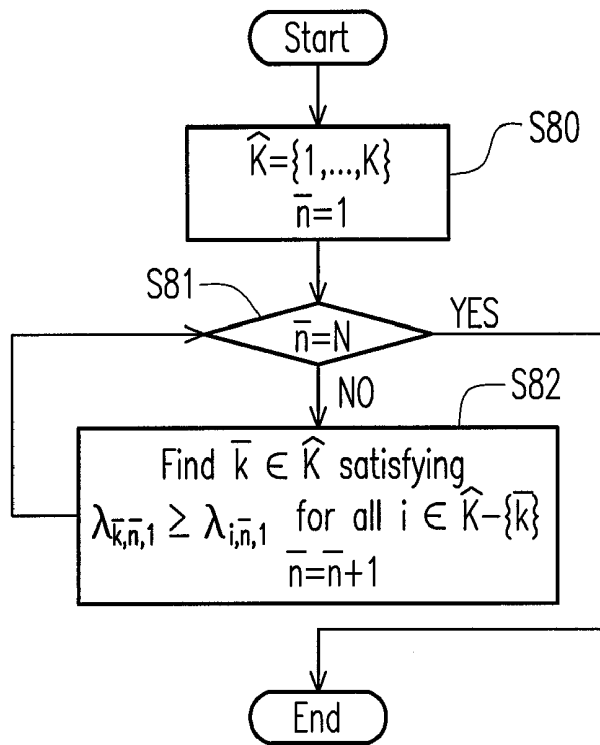 Start
S80
K̂={1,...,K}
n̄=1
S81
n̄=N
YES
NO
S82
Find k̄ ∈ K̂ satisfying
λk̄,n̄,1 ≥ λi,n̄,1 for all i ∈ K̂-{k̄}
n̄=n̄+1
End